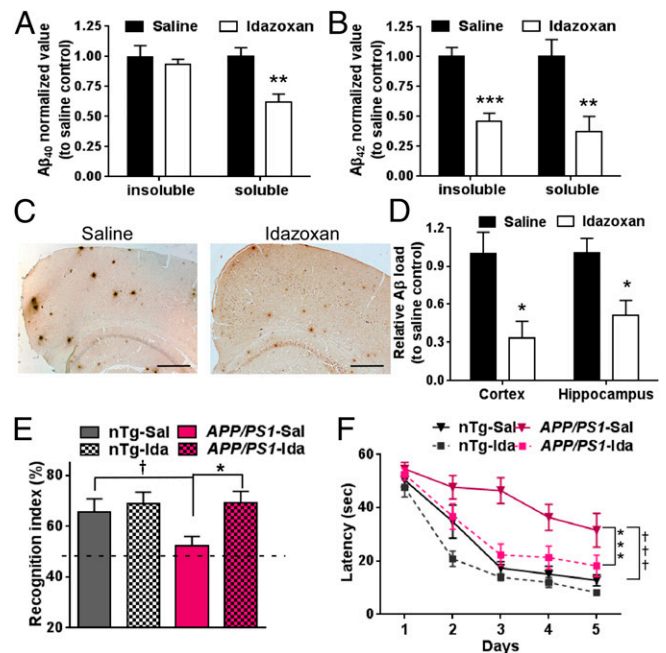 A
Saline Idazoxan
Aβ40 normalized value
(to saline control)
1.25
1.00
0.75
0.50
0.25
0.00
**
insoluble soluble
B
Saline Idazoxan
Aβ42 normalized value
(to saline control)
1.25
1.00
0.75
0.50
0.25
0.00
***
**
insoluble soluble
C
Saline Idazoxan
D
Saline Idazoxan
Relative Aβ load
(to saline control)
1.2
0.9
0.6
0.3
0.0
*
*
Cortex Hippocampus
E
nTg-Sal APP/PS1-Sal
nTg-Ida APP/PS1-Ida
Recognition index (%)
80
60
40
20
†
*
F
nTg-Sal APP/PS1-Sal
nTg-Ida APP/PS1-Ida
Latency (sec)
60
40
20
0
***
†††
1 2 3 4 5
Days